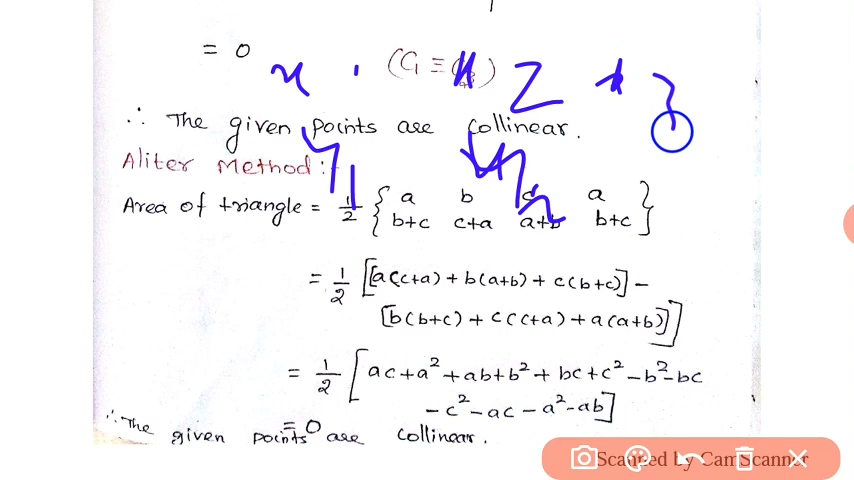 = 0 (C₁ ≡ C₃)
∴ The given points are collinear.
Aliter Method:-
Area of triangle = 1/2 { a b c a
b+c c+a a+b b+c }
= 1/2 [[a(c+a) + b(a+b) + c(b+c)] −
[b(b+c) + c(c+a) + a(a+b)]]
= 1/2 [ac+a²+ab+b²+bc+c²−b²−bc
−c²−ac−a²−ab]
= 0
∴ The given points are collinear.
Scanned by CamScanner